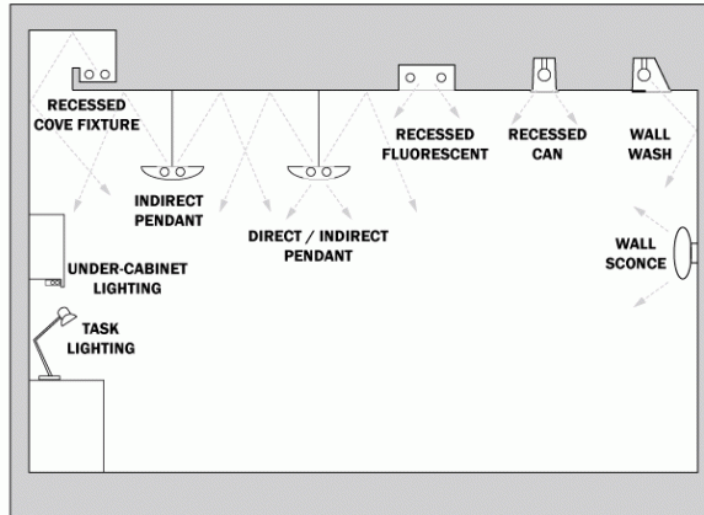 RECESSED
COVE FIXTURE
INDIRECT
PENDANT
DIRECT / INDIRECT
PENDANT
RECESSED
FLUORESCENT
RECESSED
CAN
WALL
WASH
WALL
SCONCE
UNDER-CABINET
LIGHTING
TASK
LIGHTING